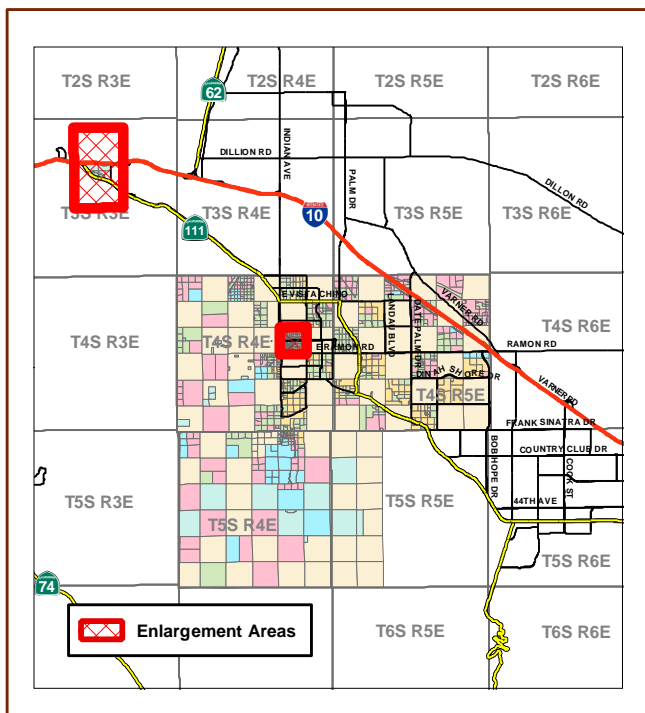 T2S R3E
T2S R4E
T2S R5E
T2S R6E
CALIFORNIA
62
DILLION RD
INDIAN AVE
PALM DR
DILLON RD
T3S R3E
T3S R4E
T3S R5E
T3S R6E
CALIFORNIA
111
INTERSTATE
10
E VISTA CHINO
LANDAU BLVD
DATE PALM DR
VARNER RD
T4S R3E
T4S R4E
E RAMON RD
RAMON RD
T4S R6E
DINAH SHORE DR
T4S R5E
VARNER RD
FRANK SINATRA DR
BOB HOPE DR
COUNTRY CLUB DR
COOK ST
44TH AVE
T5S R3E
T5S R4E
T5S R5E
T5S R6E
CALIFORNIA
74
Enlargement Areas
T6S R5E
T6S R6E